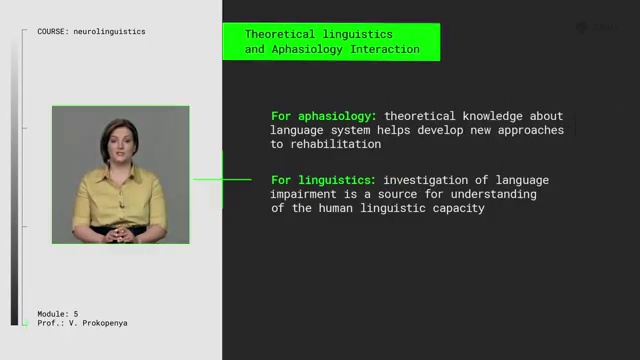 COURSE: neurolinguistics
Theoretical linguistics
and Aphasiology Interaction
For aphasiology: theoretical knowledge about
language system helps develop new approaches
to rehabilitation
For linguistics: investigation of language
impairment is a source for understanding
of the human linguistic capacity
Module: 5
Prof.: V. Prokopenya